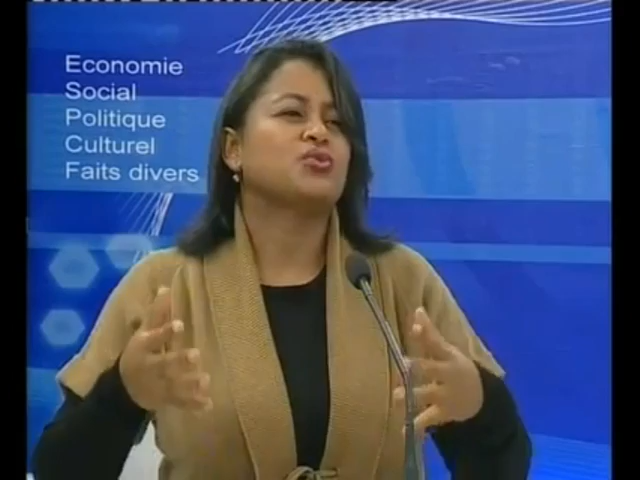 Economie
Social
Politique
Culturel
Faits divers